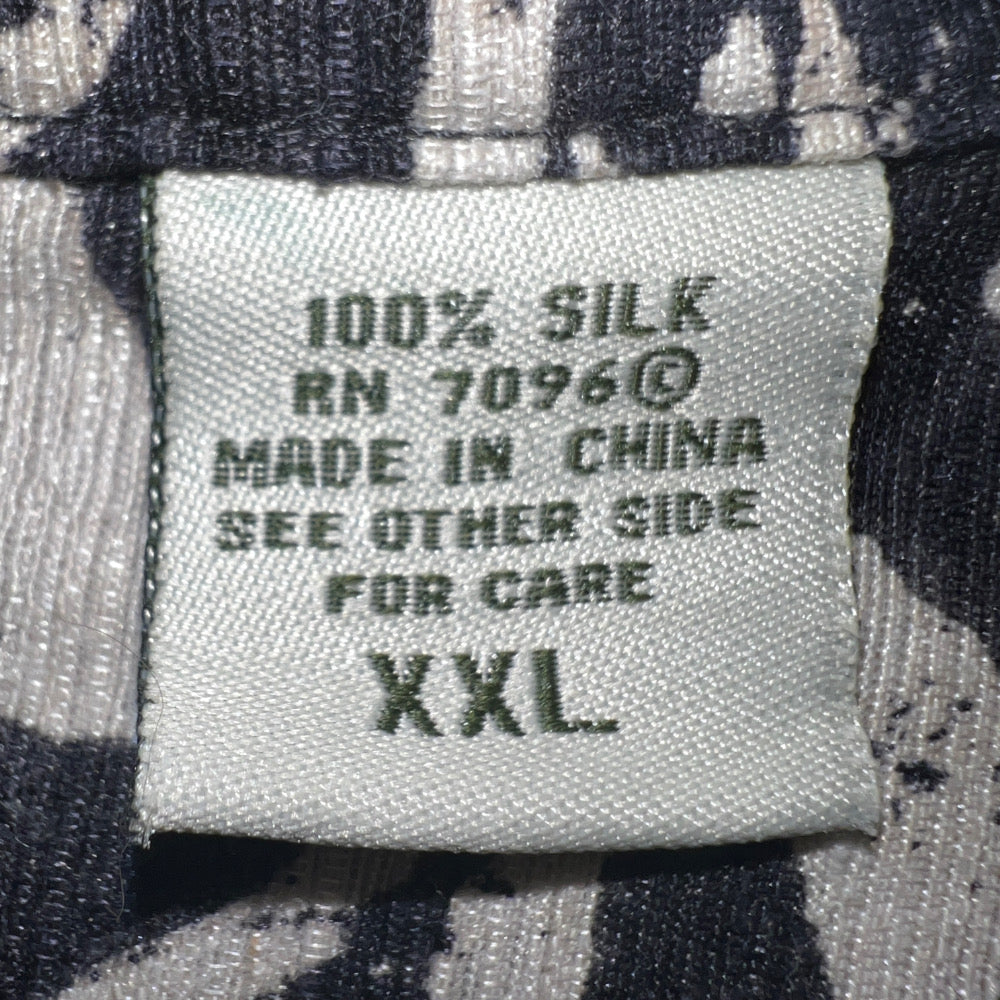 100% SILK
RN 7096©
MADE IN CHINA
SEE OTHER SIDE
FOR CARE
XXL